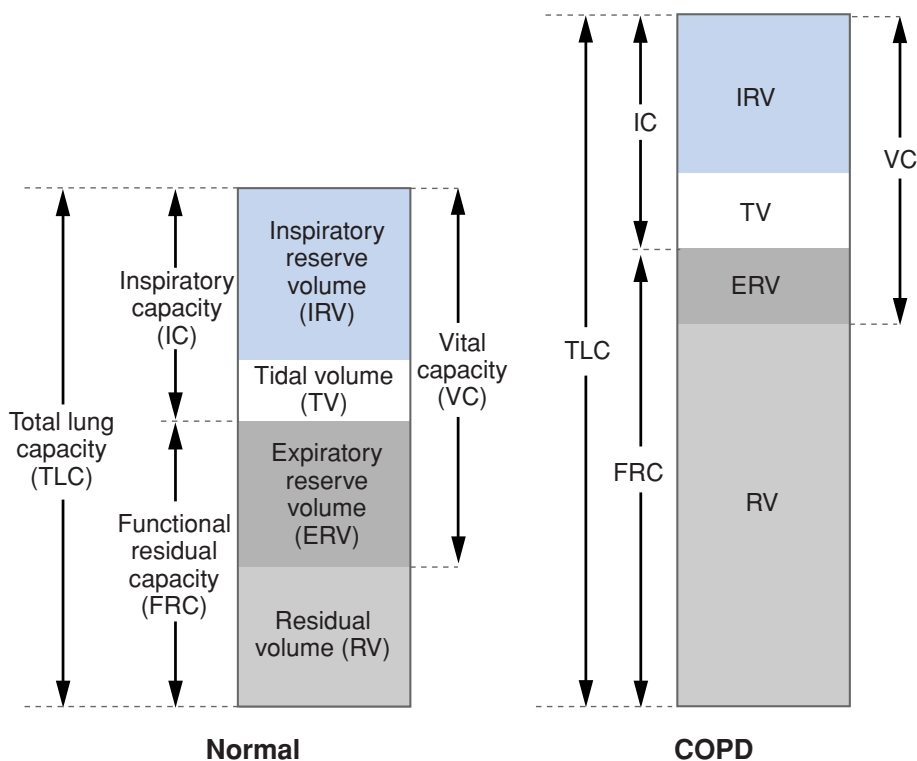 Inspiratory
reserve
volume
(IRV)
Tidal volume
(TV)
Expiratory
reserve
volume
(ERV)
Residual
volume (RV)
Inspiratory
capacity
(IC)
Functional
residual
capacity
(FRC)
Total lung
capacity
(TLC)
Vital
capacity
(VC)
Normal
IRV
TV
ERV
RV
IC
FRC
TLC
VC
COPD